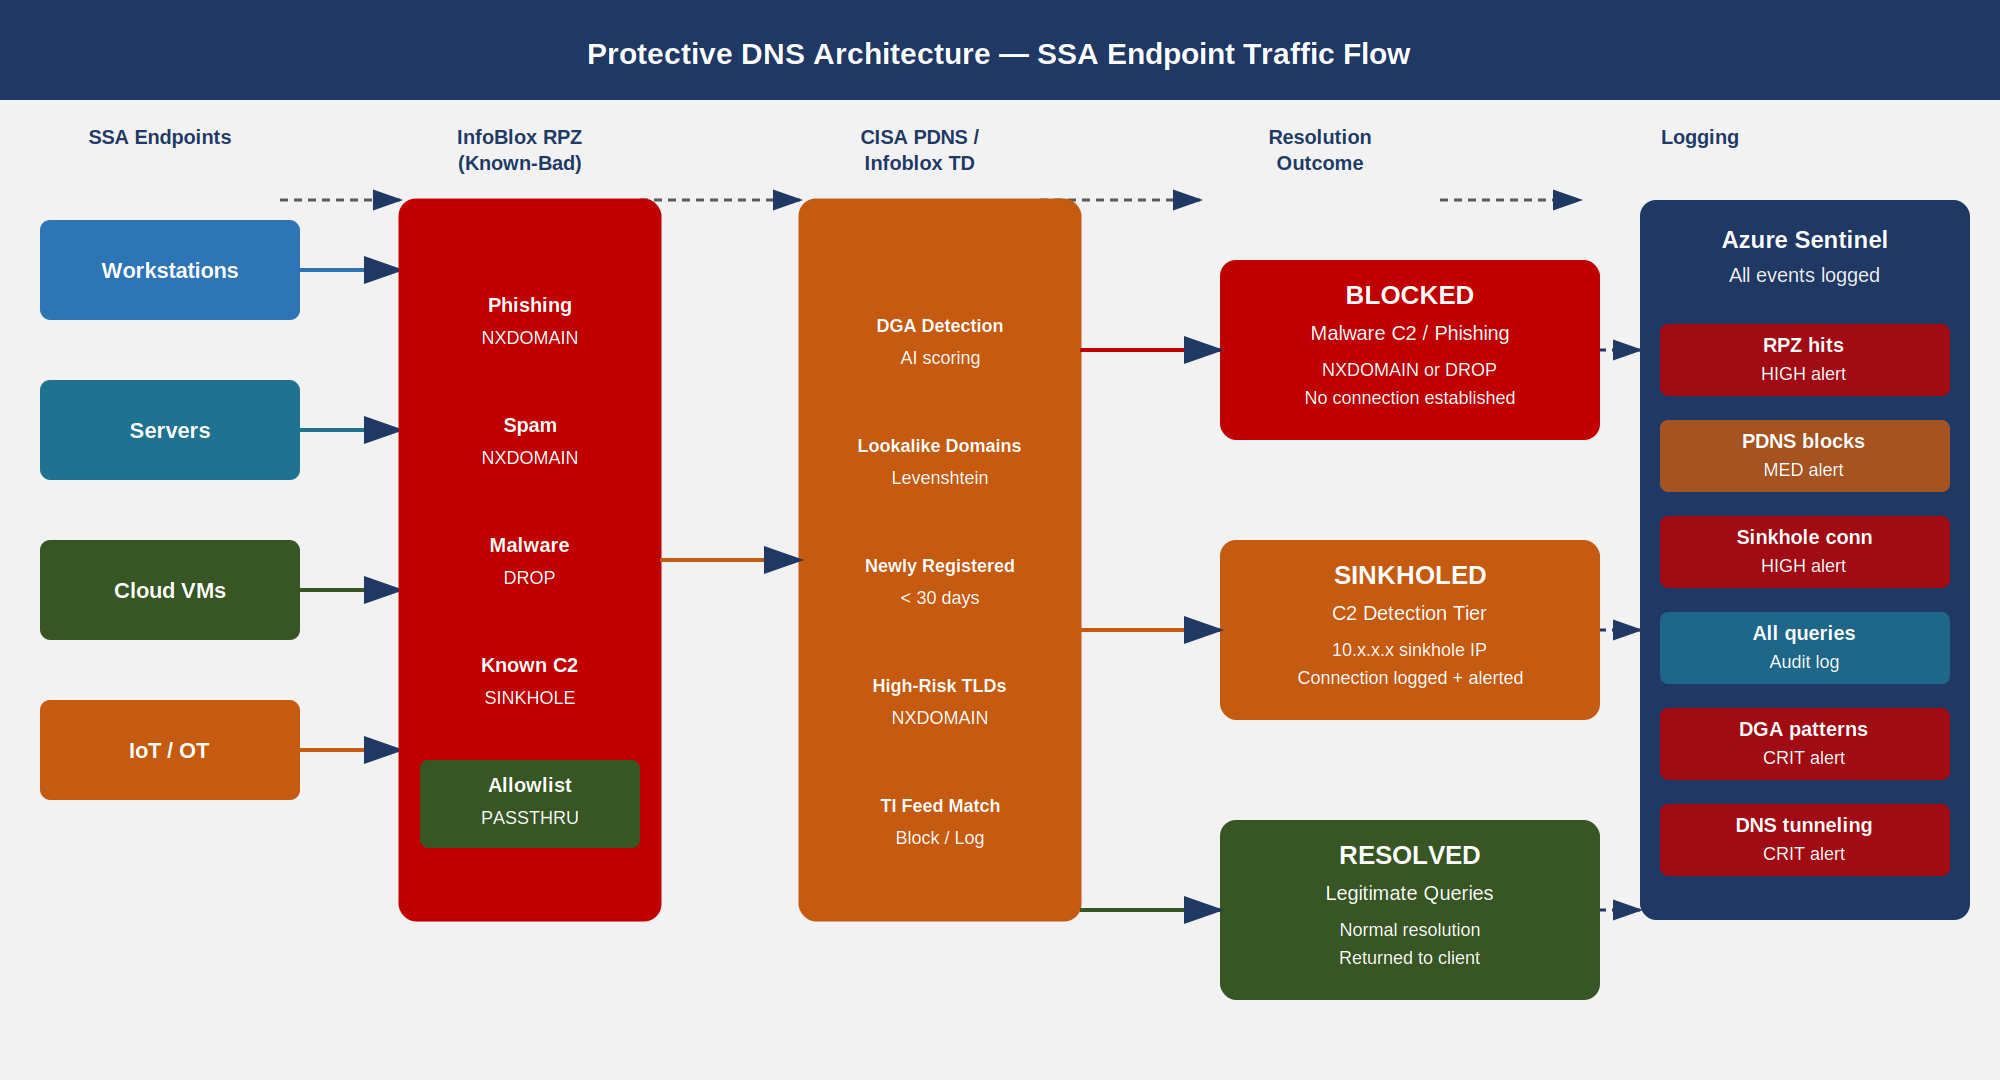 Protective DNS Architecture — SSA Endpoint Traffic Flow
SSA Endpoints
InfoBlox RPZ
(Known-Bad)
CISA PDNS /
Infoblox TD
Resolution
Outcome
Logging
Workstations
Servers
Cloud VMs
IoT / OT
Phishing
NXDOMAIN
Spam
NXDOMAIN
Malware
DROP
Known C2
SINKHOLE
Allowlist
PASSTHRU
DGA Detection
AI scoring
Lookalike Domains
Levenshtein
Newly Registered
< 30 days
High-Risk TLDs
NXDOMAIN
TI Feed Match
Block / Log
BLOCKED
Malware C2 / Phishing
NXDOMAIN or DROP
No connection established
SINKHOLED
C2 Detection Tier
10.x.x.x sinkhole IP
Connection logged + alerted
RESOLVED
Legitimate Queries
Normal resolution
Returned to client
Azure Sentinel
All events logged
RPZ hits
HIGH alert
PDNS blocks
MED alert
Sinkhole conn
HIGH alert
All queries
Audit log
DGA patterns
CRIT alert
DNS tunneling
CRIT alert